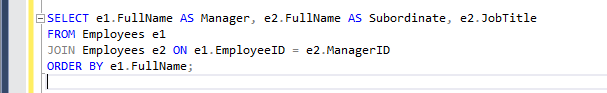 SELECT e1.FullName AS Manager, e2.FullName AS Subordinate, e2.JobTitle
FROM Employees e1
JOIN Employees e2 ON e1.EmployeeID = e2.ManagerID
ORDER BY e1.FullName;